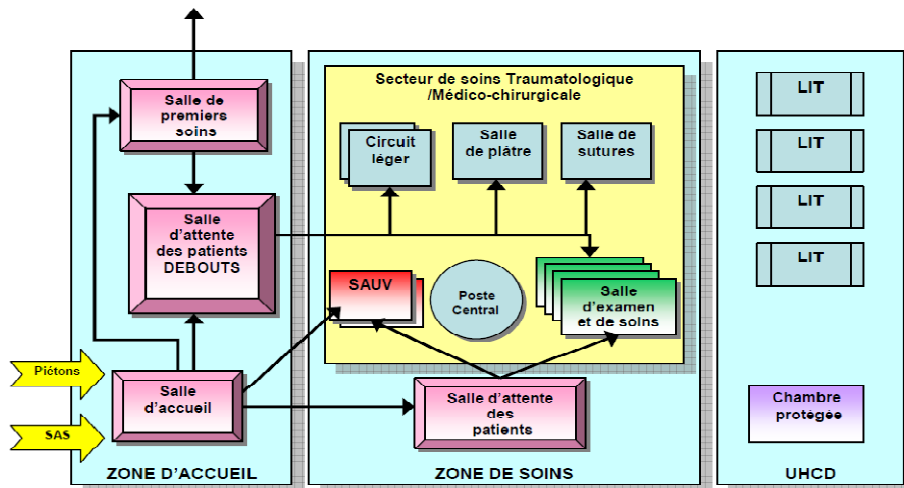 Salle de
premiers
soins
Salle
d'attente
des patients
DEBOUTS
Piétons
SAS
Salle
d'accueil
ZONE D'ACCUEIL
Secteur de soins Traumatologique
/Médico-chirurgicale
Circuit
léger
Salle
de plâtre
Salle de
sutures
SAUV
Poste
Central
Salle
d'examen
et de soins
Salle d'attente
des
patients
ZONE DE SOINS
LIT
LIT
LIT
LIT
Chambre
protégée
UHCD